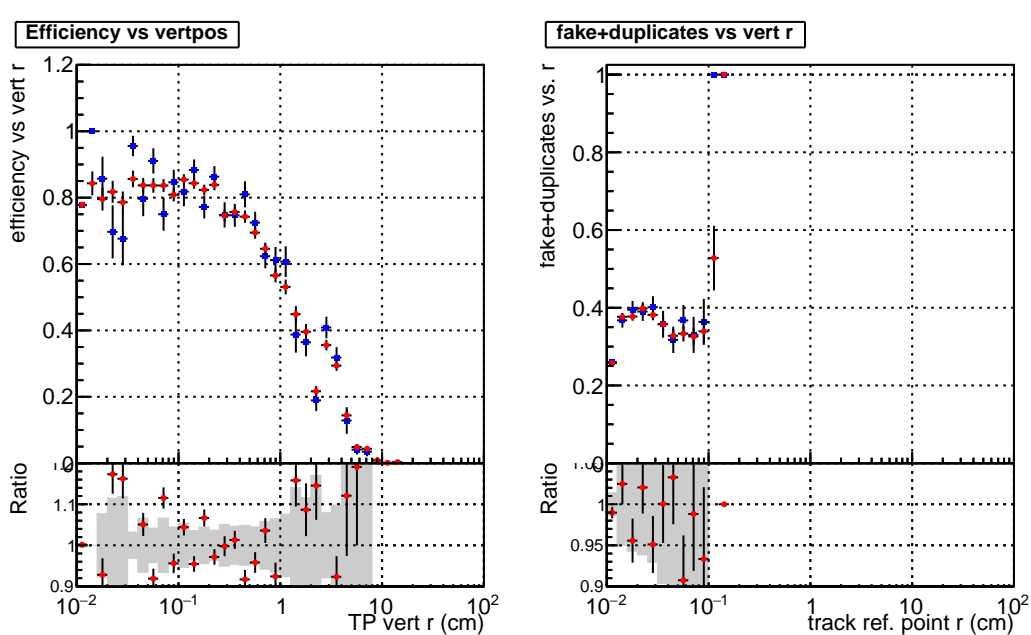 Efficiency vs vertpos
efficiency vs vert r
1.2
1
0.8
0.6
0.4
0.2
0
Ratio
1.1
1
0.9
10⁻² 10⁻¹ 1 10 10²
TP vert r (cm)
fake+duplicates vs vert r
fake+duplicates vs. r
1
0.8
0.6
0.4
0.2
0
Ratio
1
0.95
0.9
10⁻² 10⁻¹ 1 10 10²
track ref. point r (cm)